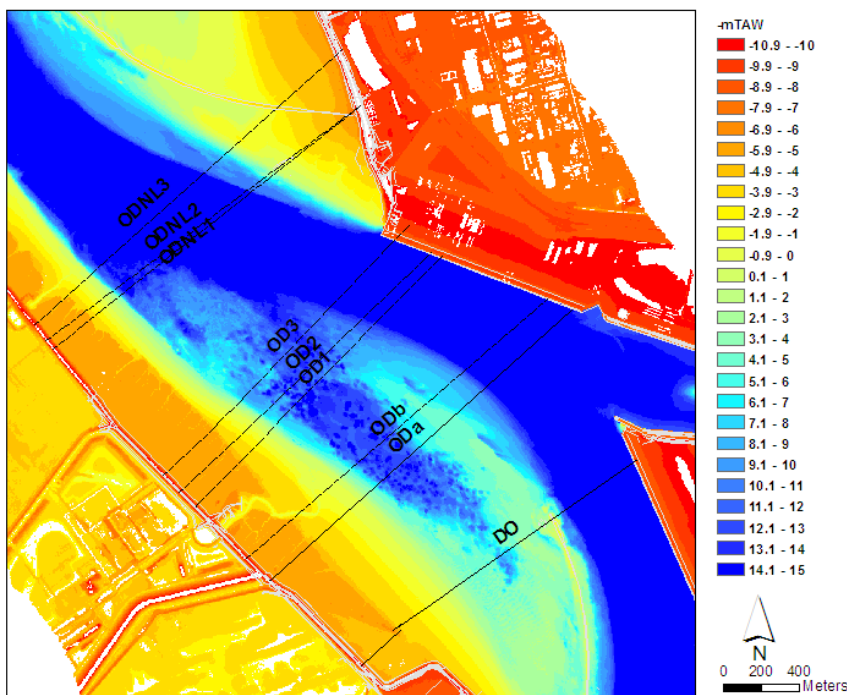 -mTAW
-10.9 - -10
-9.9 - -9
-8.9 - -8
-7.9 - -7
-6.9 - -6
-5.9 - -5
-4.9 - -4
-3.9 - -3
-2.9 - -2
-1.9 - -1
-0.9 - 0
0.1 - 1
1.1 - 2
2.1 - 3
3.1 - 4
4.1 - 5
5.1 - 6
6.1 - 7
7.1 - 8
8.1 - 9
9.1 - 10
10.1 - 11
11.1 - 12
12.1 - 13
13.1 - 14
14.1 - 15
ODNL3
ODNL2
ODNL1
OD3
OD2
OD1
ODb
ODa
DO
N
0 200 400
Meters